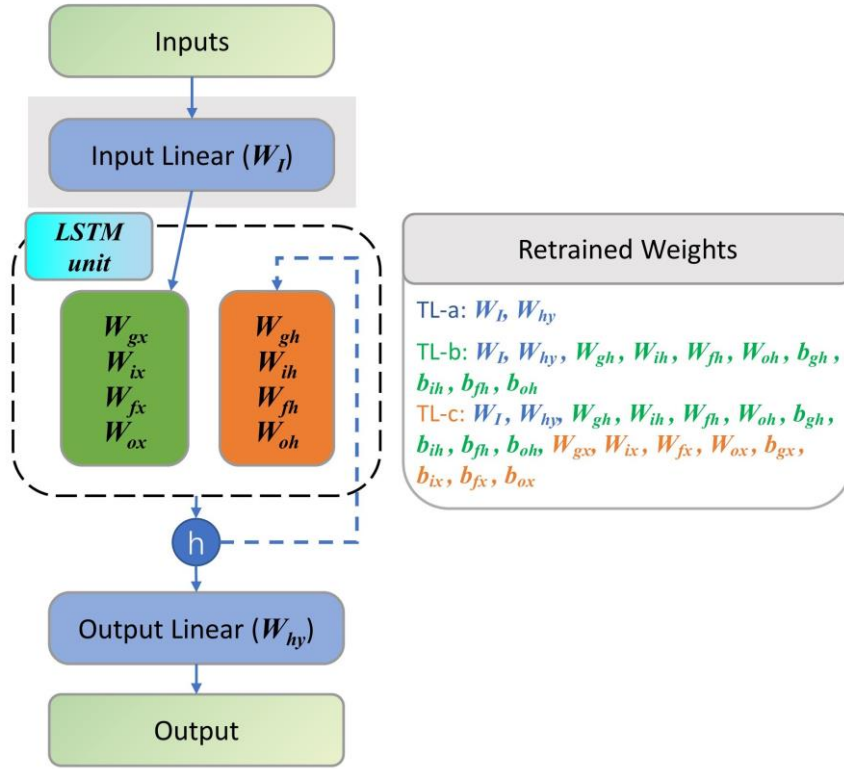 Inputs
Input Linear (W_I)
LSTM
unit
W_gx
W_ix
W_fx
W_ox
W_gh
W_ih
W_fh
W_oh
h
Output Linear (W_hy)
Output
Retrained Weights
TL-a: W_I, W_hy
TL-b: W_I, W_hy, W_gh, W_ih, W_fh, W_oh, b_gh,
b_ih, b_fh, b_oh
TL-c: W_I, W_hy, W_gh, W_ih, W_fh, W_oh, b_gh,
b_ih, b_fh, b_oh, W_gx, W_ix, W_fx, W_ox, b_gx,
b_ix, b_fx, b_ox